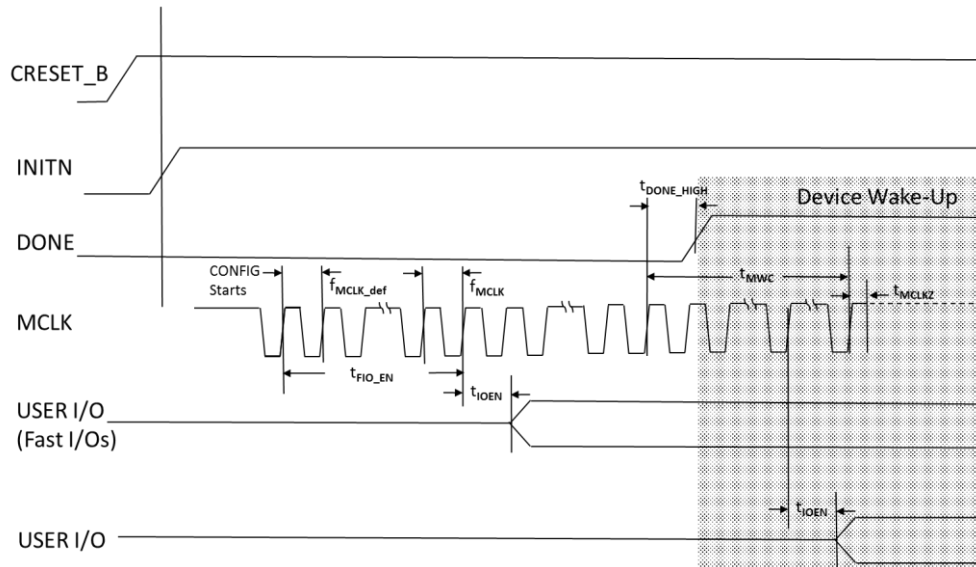 CRESET_B
INITN
t_DONE_HIGH
Device Wake-Up
DONE
CONFIG
Starts
f_MCLK_def
f_MCLK
t_MWC
t_MCLKZ
MCLK
t_FIO_EN
t_IOEN
USER I/O
(Fast I/Os)
t_IOEN
USER I/O